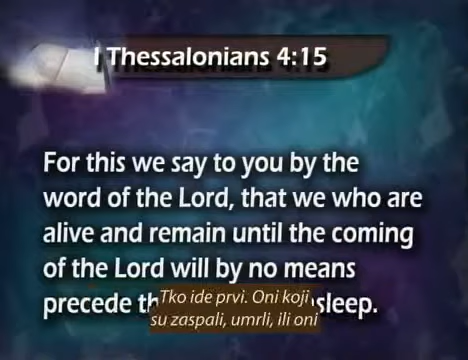 I Thessalonians 4:15
For this we say to you by the
word of the Lord, that we who are
alive and remain until the coming
of the Lord will by no means
precede
sleep.
Tko ide prvi. Oni koji
su zaspali, umrli, ili oni